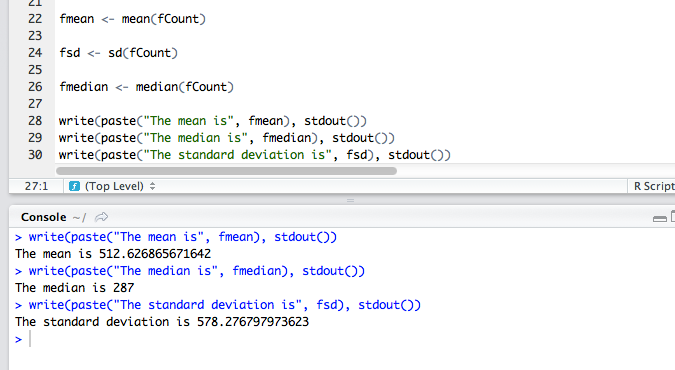 21
22 fmean <- mean(fCount)
23
24 fsd <- sd(fCount)
25
26 fmedian <- median(fCount)
27
28 write(paste("The mean is", fmean), stdout())
29 write(paste("The median is", fmedian), stdout())
30 write(paste("The standard deviation is", fsd), stdout())
27:1 (Top Level) R Script
Console ~/
> write(paste("The mean is", fmean), stdout())
The mean is 512.626865671642
> write(paste("The median is", fmedian), stdout())
The median is 287
> write(paste("The standard deviation is", fsd), stdout())
The standard deviation is 578.276797973623
>